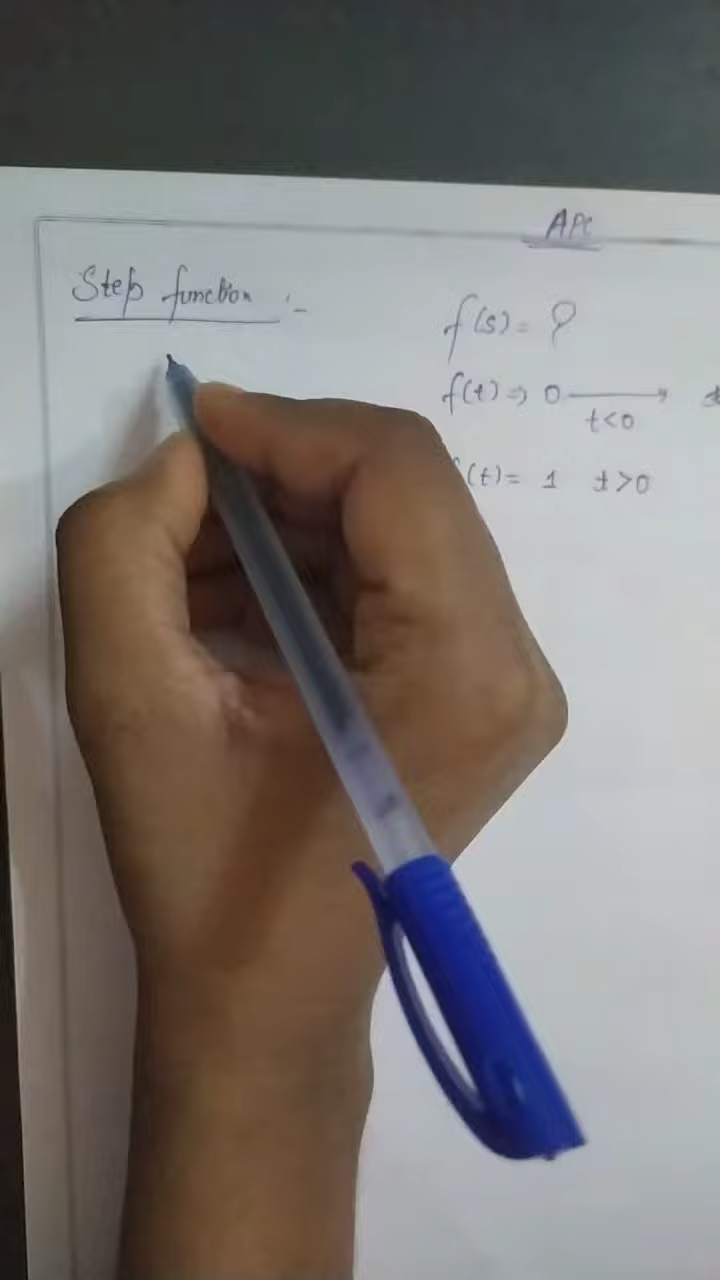 APC
Step function :-
f(s) = ?
f(t) ⇒ 0 ⟶
t<0
(t) = 1 t>0